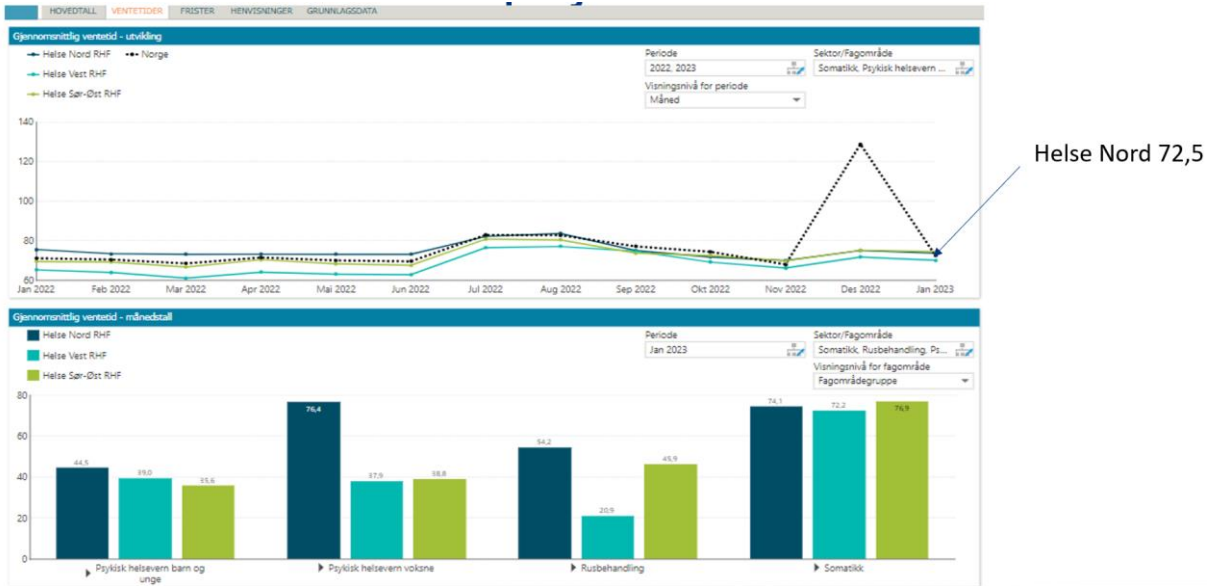 HOVEDTALL VENTETIDER FRISTER HENVISNINGER GRUNNLAGSDATA
Gjennomsnittlig ventetid - utvikling
Helse Nord RHF Norge
Helse Vest RHF
Helse Sør-Øst RHF
Periode Sektor/Fagområde
2022, 2023 Somatikk, Psykisk helsevern ...
Visningsnivå for periode
Måned
140
120
100
80
60
Jan 2022 Feb 2022 Mar 2022 Apr 2022 Mai 2022 Jun 2022 Jul 2022 Aug 2022 Sep 2022 Okt 2022 Nov 2022 Des 2022 Jan 2023
Helse Nord 72,5
Gjennomsnittlig ventetid - månedstall
Helse Nord RHF
Helse Vest RHF
Helse Sør-Øst RHF
Periode Sektor/Fagområde
Jan 2023 Somatikk, Rusbehandling, Ps...
Visningsnivå for fagområde
Fagområdegruppe
80
60
40
20
0
44,5 39,0 35,6
76,4 37,9 38,8
54,2 20,9 45,9
74,1 72,2 76,9
Psykisk helsevern barn og unge
Psykisk helsevern voksne
Rusbehandling
Somatikk